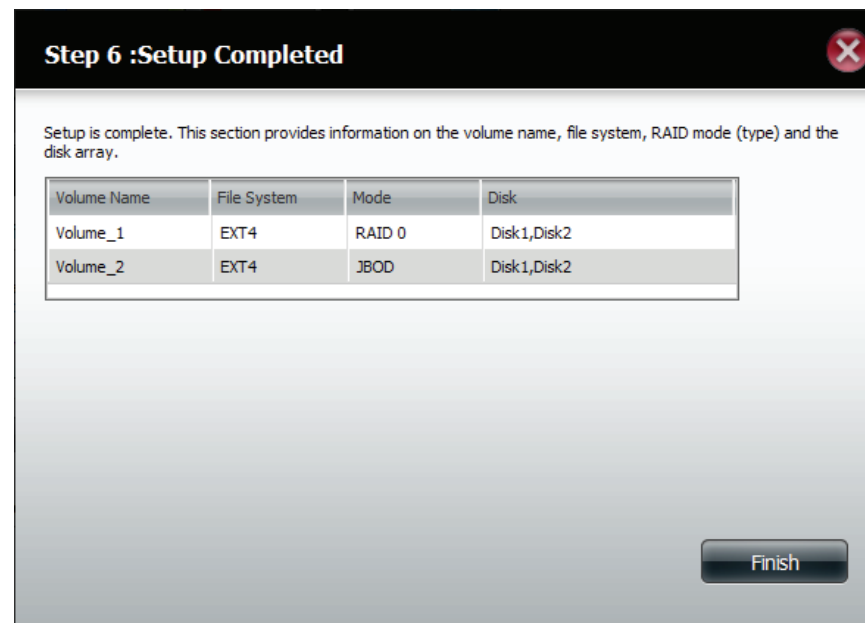 Step 6 :Setup Completed
Setup is complete. This section provides information on the volume name, file system, RAID mode (type) and the
disk array.
Volume Name File System Mode Disk
Volume_1 EXT4 RAID 0 Disk1,Disk2
Volume_2 EXT4 JBOD Disk1,Disk2
Finish